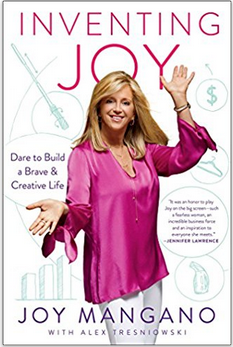 INVENTING
JOY
Dare to Build
a Brave &
Creative Life
$
"It was an honor to play
Joy on the big screen—such
a fearless woman, an
incredible business force
and an inspiration to
everyone she meets."
—JENNIFER LAWRENCE
JOY MANGANO
WITH ALEX TRESNIOWSKI